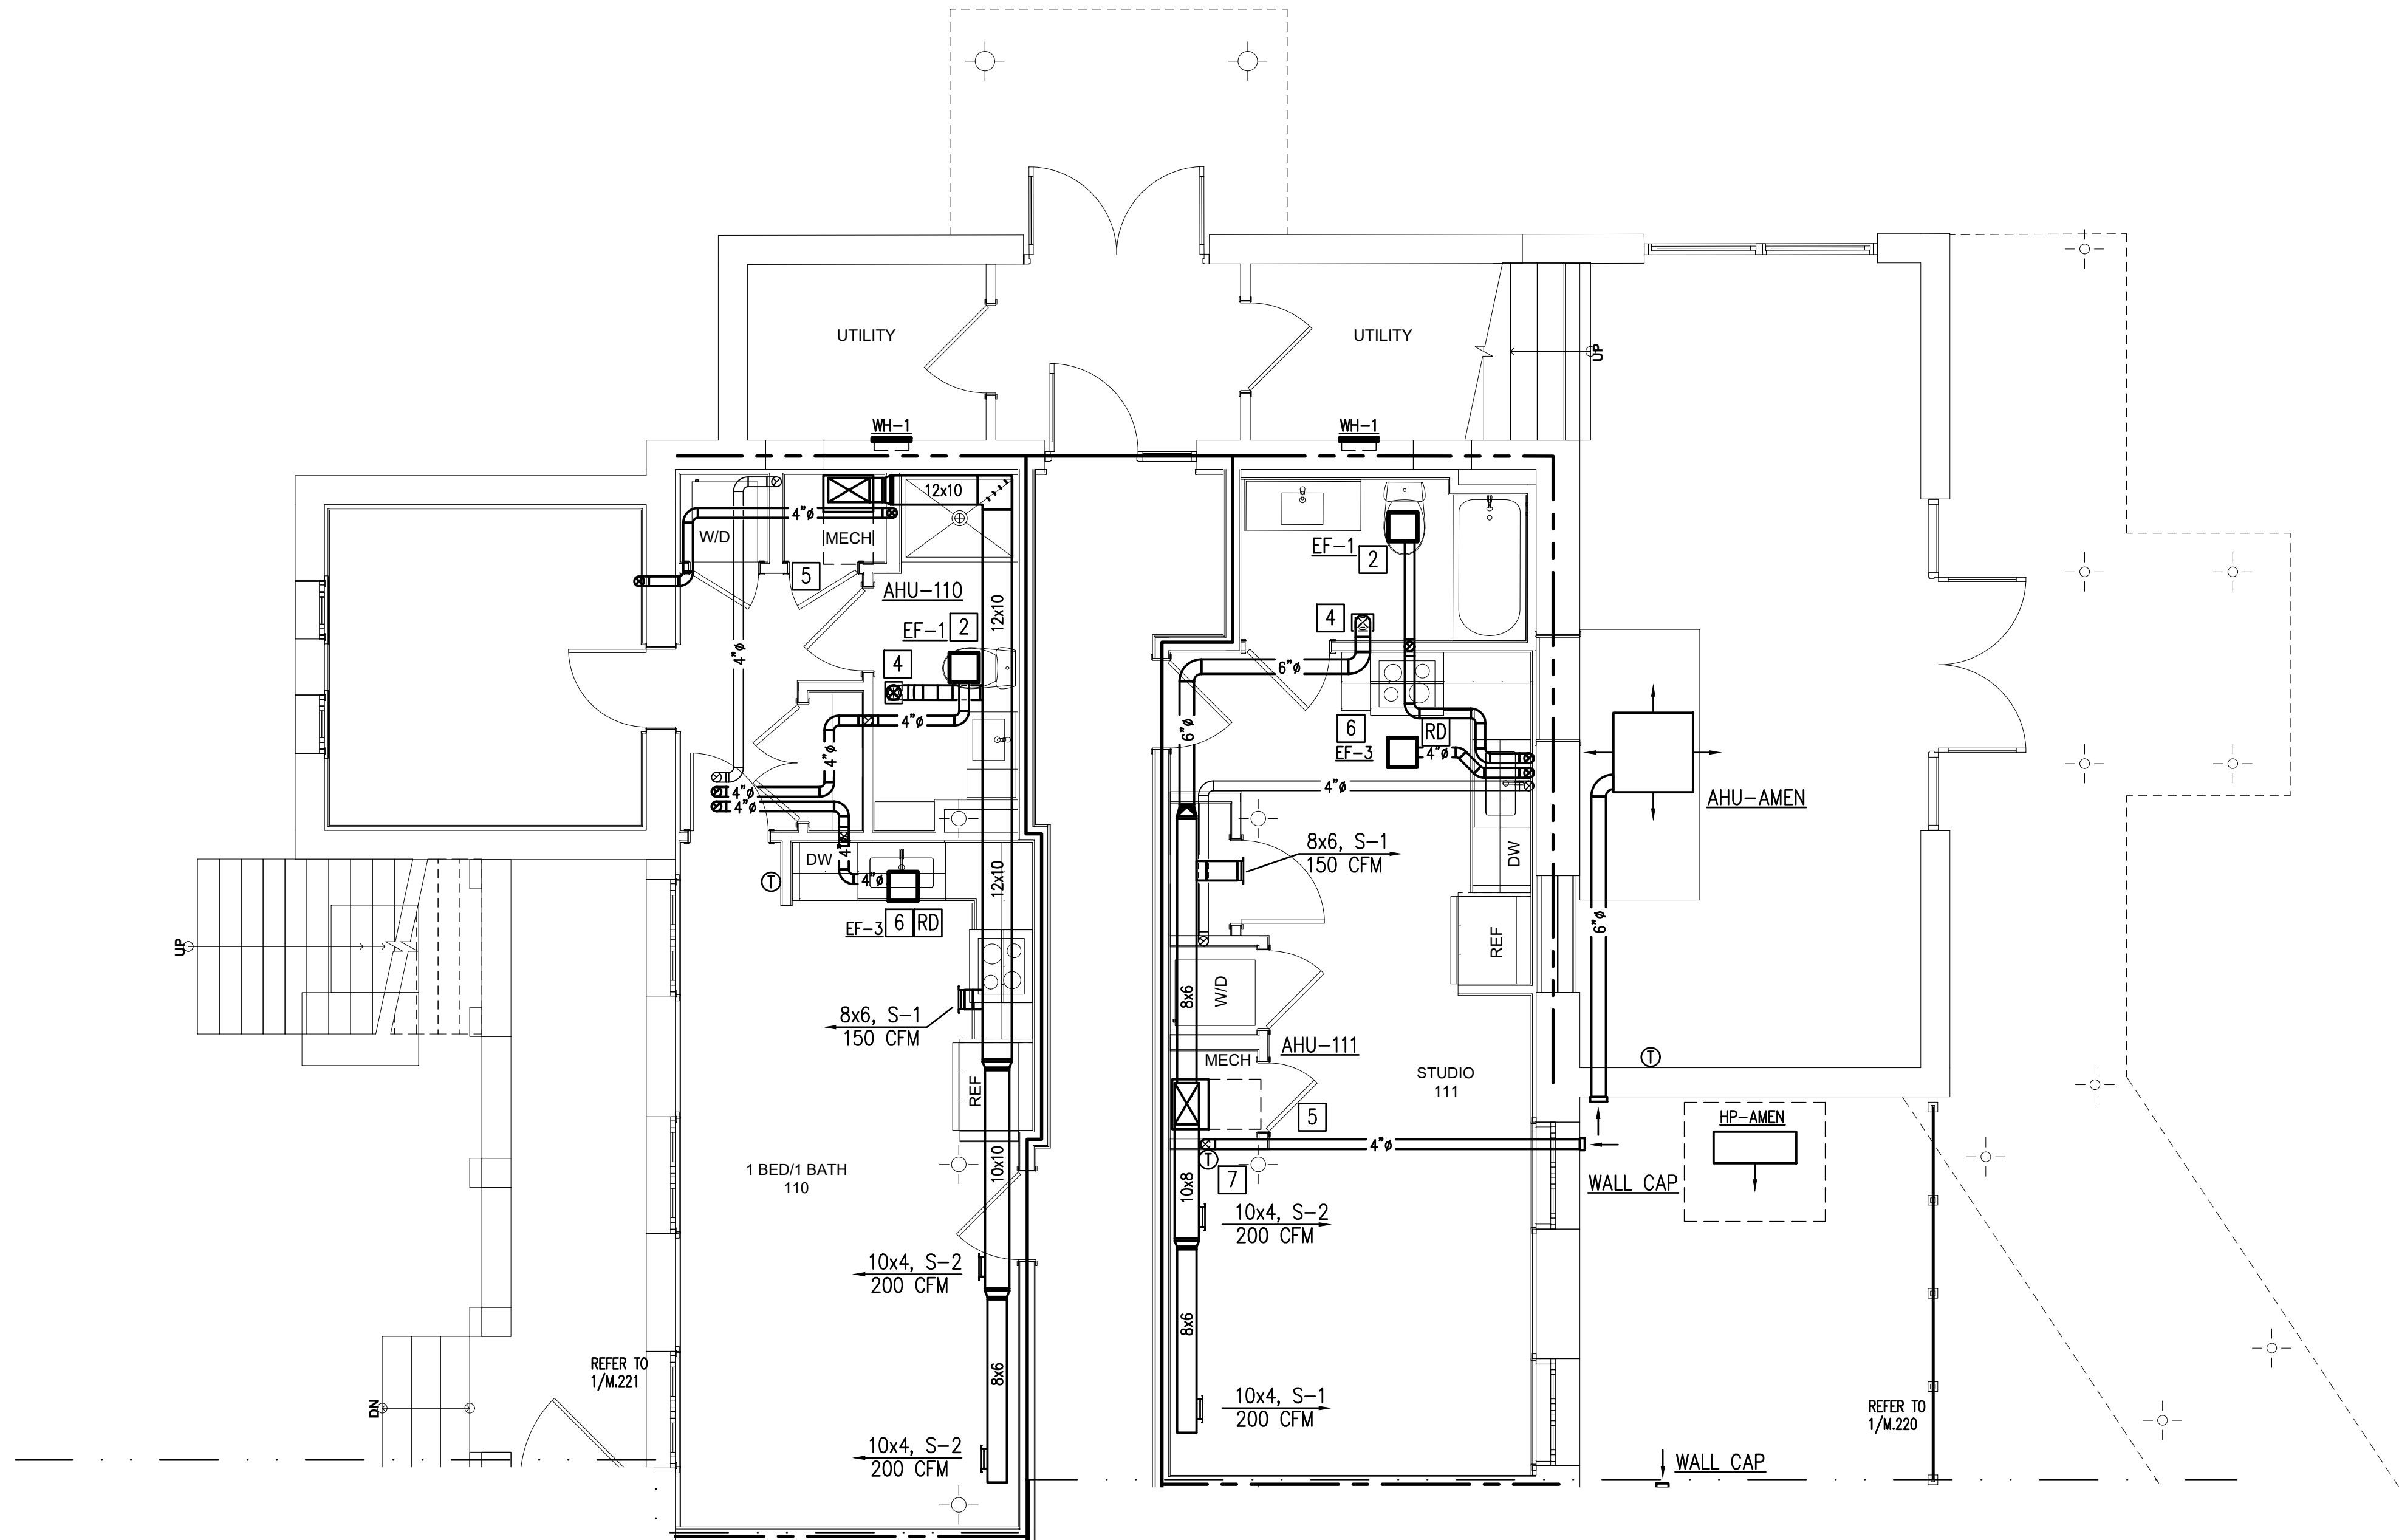 UTILITY
UTILITY
UP
WH-1
WH-1
12x10
4"ø
W/D
MECH
5
AHU-110
12x10
EF-1
2
4
4"ø
4"ø
4"ø
4"ø
4"ø
4"
4"ø
DW
T
EF-3
6
RD
12x10
8x6, S-1
150 CFM
REF
1 BED/1 BATH
110
10x10
10x4, S-2
200 CFM
8x6
10x4, S-2
200 CFM
UP
DN
REFER TO
1/M.221
EF-1
2
4
6"ø
6"ø
6
RD
EF-3
4"ø
4"ø
8x6, S-1
150 CFM
DW
REF
W/D
8x6
AHU-111
MECH
STUDIO
111
5
4"ø
T
7
10x8
10x4, S-2
200 CFM
8x6
10x4, S-1
200 CFM
AHU-AMEN
6"ø
T
HP-AMEN
WALL CAP
REFER TO
1/M.220
WALL CAP